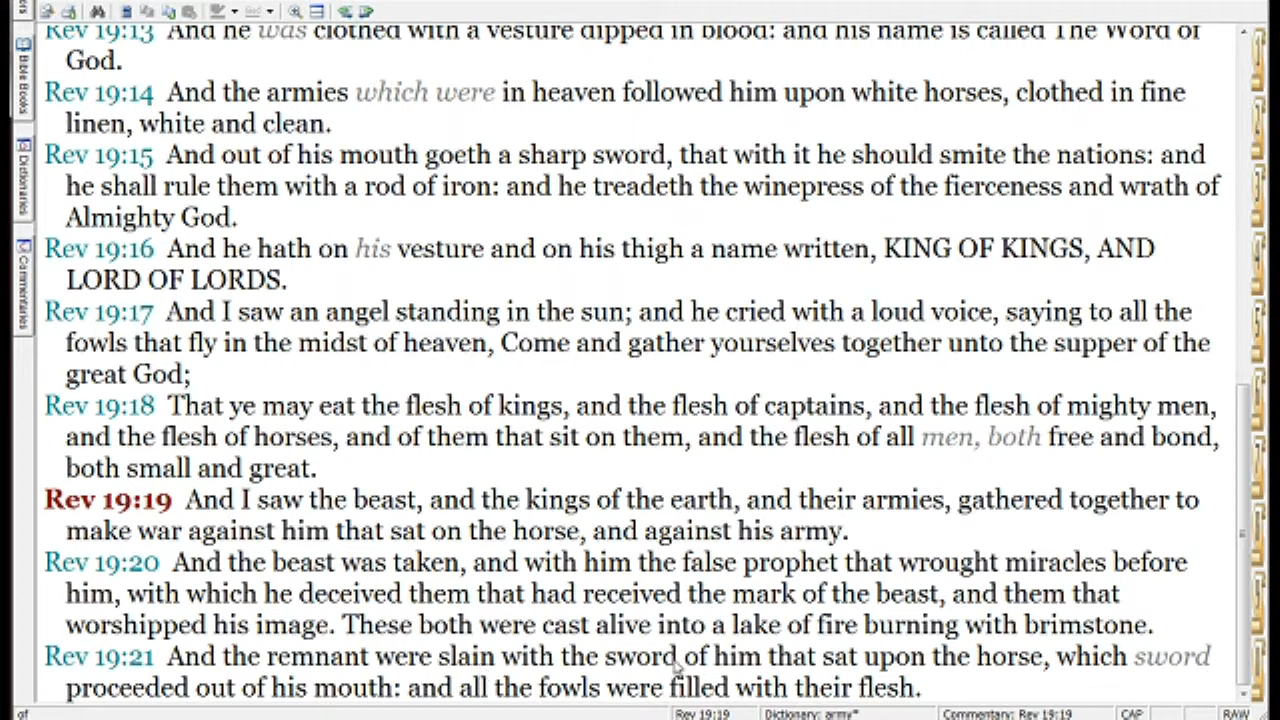 Rev 19:13 And he was clothed with a vesture dipped in blood: and his name is called The Word of
God.
Rev 19:14 And the armies which were in heaven followed him upon white horses, clothed in fine
linen, white and clean.
Rev 19:15 And out of his mouth goeth a sharp sword, that with it he should smite the nations: and
he shall rule them with a rod of iron: and he treadeth the winepress of the fierceness and wrath of
Almighty God.
Rev 19:16 And he hath on his vesture and on his thigh a name written, KING OF KINGS, AND
LORD OF LORDS.
Rev 19:17 And I saw an angel standing in the sun; and he cried with a loud voice, saying to all the
fowls that fly in the midst of heaven, Come and gather yourselves together unto the supper of the
great God;
Rev 19:18 That ye may eat the flesh of kings, and the flesh of captains, and the flesh of mighty men,
and the flesh of horses, and of them that sit on them, and the flesh of all men, both free and bond,
both small and great.
Rev 19:19 And I saw the beast, and the kings of the earth, and their armies, gathered together to
make war against him that sat on the horse, and against his army.
Rev 19:20 And the beast was taken, and with him the false prophet that wrought miracles before
him, with which he deceived them that had received the mark of the beast, and them that
worshipped his image. These both were cast alive into a lake of fire burning with brimstone.
Rev 19:21 And the remnant were slain with the sword of him that sat upon the horse, which sword
proceeded out of his mouth: and all the fowls were filled with their flesh.
Bible Books
Dictionaries
Commentaries
of
Rev 19:19
Dictionary: army*
Commentary: Rev 19:19
CAP
RAW